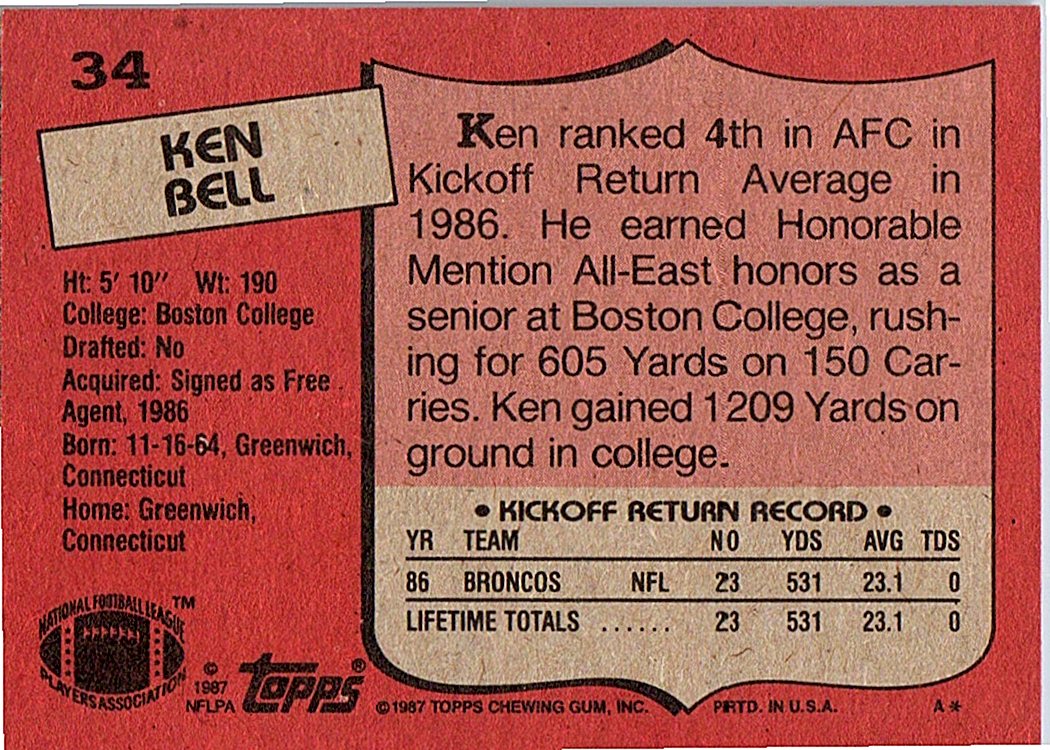 34
KEN
BELL
Ht: 5' 10" Wt: 190
College: Boston College
Drafted: No
Acquired: Signed as Free
Agent, 1986
Born: 11-16-64, Greenwich,
Connecticut
Home: Greenwich,
Connecticut
NATIONAL FOOTBALL LEAGUE ™
PLAYERS ASSOCIATION
©
1987
NFLPA
topps®
Ken ranked 4th in AFC in
Kickoff Return Average in
1986. He earned Honorable
Mention All-East honors as a
senior at Boston College, rush-
ing for 605 Yards on 150 Car-
ries. Ken gained 1209 Yards on
ground in college.
• KICKOFF RETURN RECORD •
YR TEAM NO YDS AVG TDS
86 BRONCOS NFL 23 531 23.1 0
LIFETIME TOTALS ...... 23 531 23.1 0
©1987 TOPPS CHEWING GUM, INC. PRTD. IN U.S.A. A*